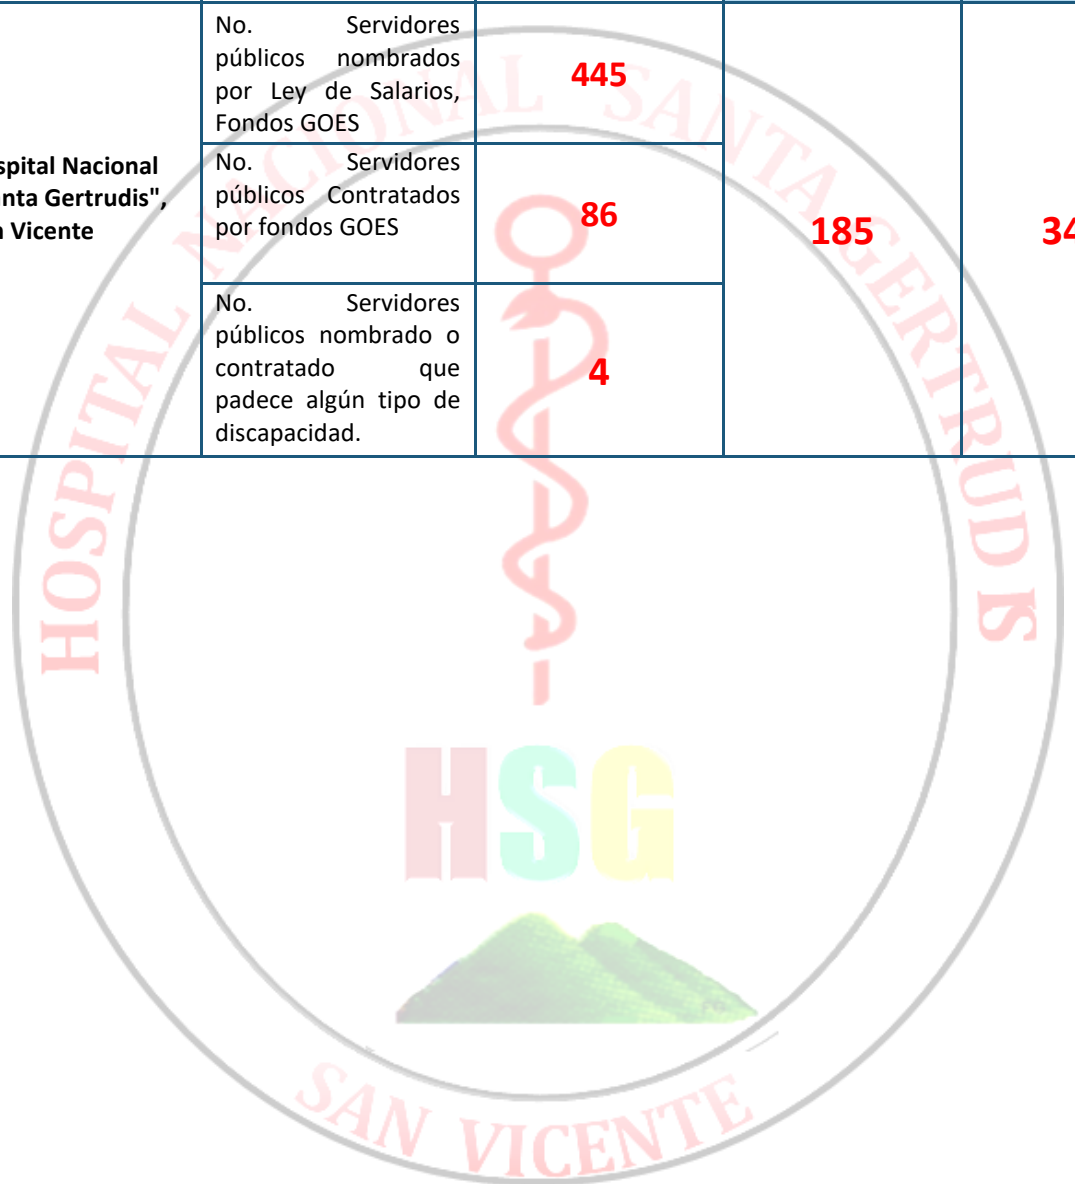 No. Servidores
públicos nombrados
por Ley de Salarios,
Fondos GOES
445
spital Nacional
nta Gertrudis",
Vicente
No. Servidores
públicos Contratados
por fondos GOES
86
185
34
No. Servidores
públicos nombrado o
contratado que
padece algún tipo de
discapacidad.
4
HOSPITAL NACIONAL SANTA GERTRUDIS
HSG
SAN VICENTE